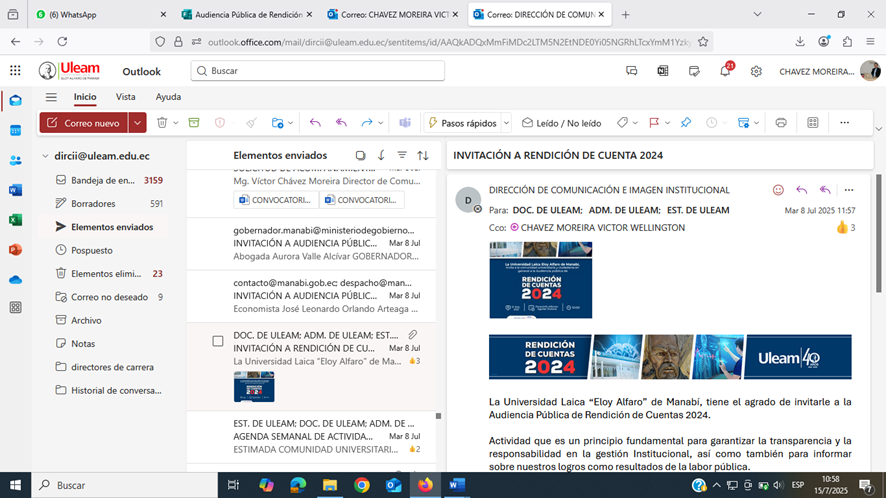 (6) WhatsApp
Audiencia Pública de Rendición
Correo: CHAVEZ MOREIRA VICT
Correo: DIRECCIÓN DE COMUN
outlook.office.com/mail/dircii@uleam.edu.ec/sentitems/id/
Uleam
Outlook
Buscar
21
CHAVEZ MOREIRA...
Inicio
Vista
Ayuda
Correo nuevo
Pasos rápidos
Leído / No leído
dircii@uleam.edu.ec
Bandeja de en... 3159
Borradores 591
Elementos enviados
Pospuesto
Elementos elimi... 23
Correo no deseado 9
Archivo
Notas
directores de carrera
Historial de conversa...
Elementos enviados
Mg. Víctor Chávez Moreira Director de Comu...
CONVOCATORI...
CONVOCATORI...
gobernador.manabi@ministeriodegobierno...
INVITACIÓN A AUDIENCIA PÚBLIC... Mar 8 Jul
Abogada Aurora Valle Alcívar GOBERNADOR...
contacto@manabi.gob.ec; despacho@man...
INVITACIÓN A AUDIENCIA PÚBLIC... Mar 8 Jul
Economista José Leonardo Orlando Arteaga ...
DOC. DE ULEAM; ADM. DE ULEAM; EST....
INVITACIÓN A RENDICIÓN DE CU... Mar 8 Jul
La Universidad Laica "Eloy Alfaro" de Ma... 3
EST. DE ULEAM; DOC. DE ULEAM; ADM. DE ...
AGENDA SEMANAL DE ACTIVIDA... Mar 8 Jul
ESTIMADA COMUNIDAD UNIVERSITARI... 2
INVITACIÓN A RENDICIÓN DE CUENTA 2024
D
DIRECCIÓN DE COMUNICACIÓN E IMAGEN INSTITUCIONAL
Para: DOC. DE ULEAM; ADM. DE ULEAM; EST. DE ULEAM
Mar 8 Jul 2025 11:57
Cco: CHAVEZ MOREIRA VICTOR WELLINGTON
3
RENDICIÓN
DE CUENTAS
2024
RENDICIÓN
DE CUENTAS
2024
Uleam 40
La Universidad Laica "Eloy Alfaro" de Manabí, tiene el agrado de invitarle a la
Audiencia Pública de Rendición de Cuentas 2024.
Actividad que es un principio fundamental para garantizar la transparencia y la
responsabilidad en la gestión Institucional, así como también para informar
sobre nuestros logros como resultados de la labor pública.
Buscar
ESP
10:58
15/7/2025
7